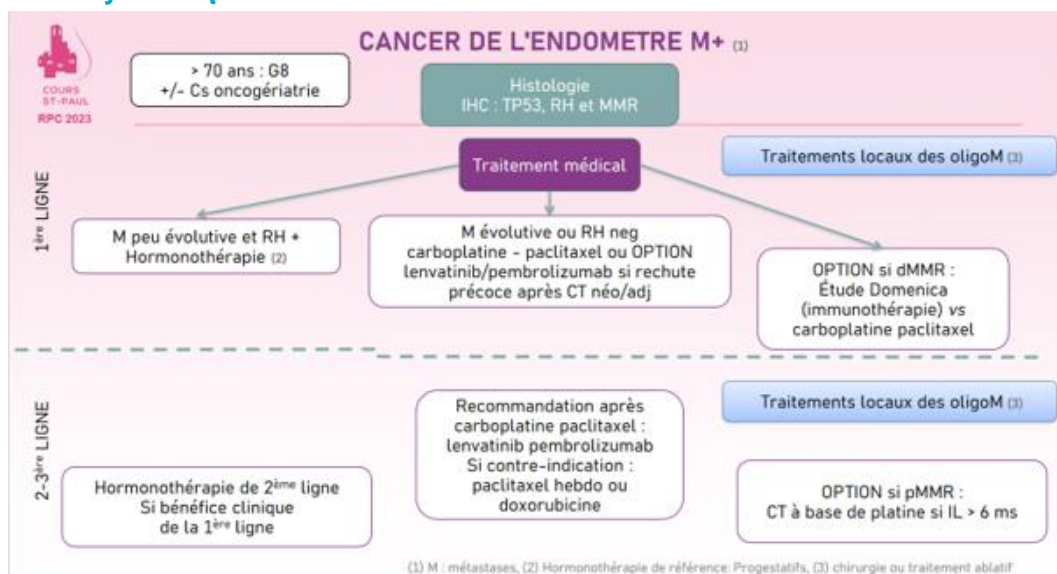 CANCER DE L'ENDOMETRE M+ (1)
COURS
ST-PAUL
RPC 2023
> 70 ans : G8
+/- Cs oncogériatrie
Histologie
IHC : TP53, RH et MMR
1ère LIGNE
Traitement médical
Traitements locaux des oligoM (3)
M peu évolutive et RH +
Hormonothérapie (2)
M évolutive ou RH neg
carboplatine - paclitaxel ou OPTION
lenvatinib/pembrolizumab si rechute
précoce après CT néo/adj
OPTION si dMMR :
Étude Domenica
(immunothérapie) vs
carboplatine paclitaxel
2-3ère LIGNE
Hormonothérapie de 2ème ligne
Si bénéfice clinique
de la 1ère ligne
Recommandation après
carboplatine paclitaxel :
lenvatinib pembrolizumab
Si contre-indication :
paclitaxel hebdo ou
doxorubicine
Traitements locaux des oligoM (3)
OPTION si pMMR :
CT à base de platine si IL > 6 ms
(1) M : métastases, (2) Hormonothérapie de référence: Progestatifs, (3) chirurgie ou traitement ablatif